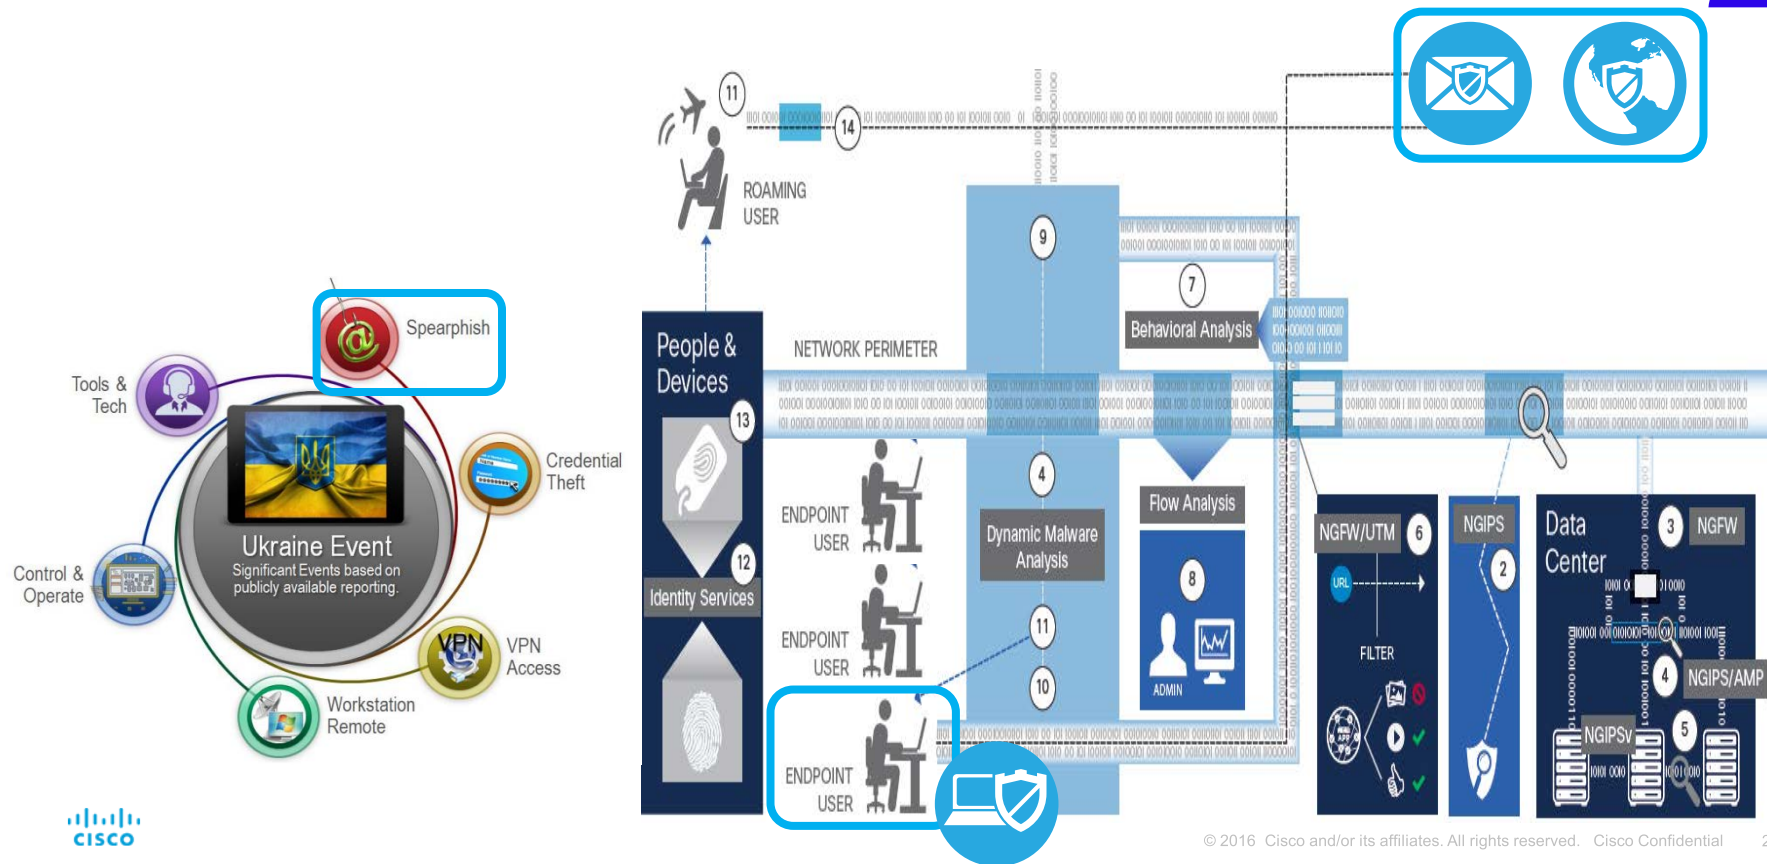 Spearphish
Tools &
Tech
Credential
Theft
Ukraine Event
Significant Events based on
publicly available reporting.
Control &
Operate
VPN
VPN
Access
Workstation
Remote
CISCO
11
14
ROAMING
USER
9
7
Behavioral Analysis
People &
Devices
NETWORK PERIMETER
13
12
Identity Services
ENDPOINT
USER
ENDPOINT
USER
ENDPOINT
USER
4
Dynamic Malware
Analysis
11
10
Flow Analysis
8
ADMIN
NGFW/UTM
6
URL
FILTER
APP
NGIPS
2
Data
Center
3
NGFW
4
NGIPS/AMP
NGIPSv
5
© 2016 Cisco and/or its affiliates. All rights reserved. Cisco Confidential 2